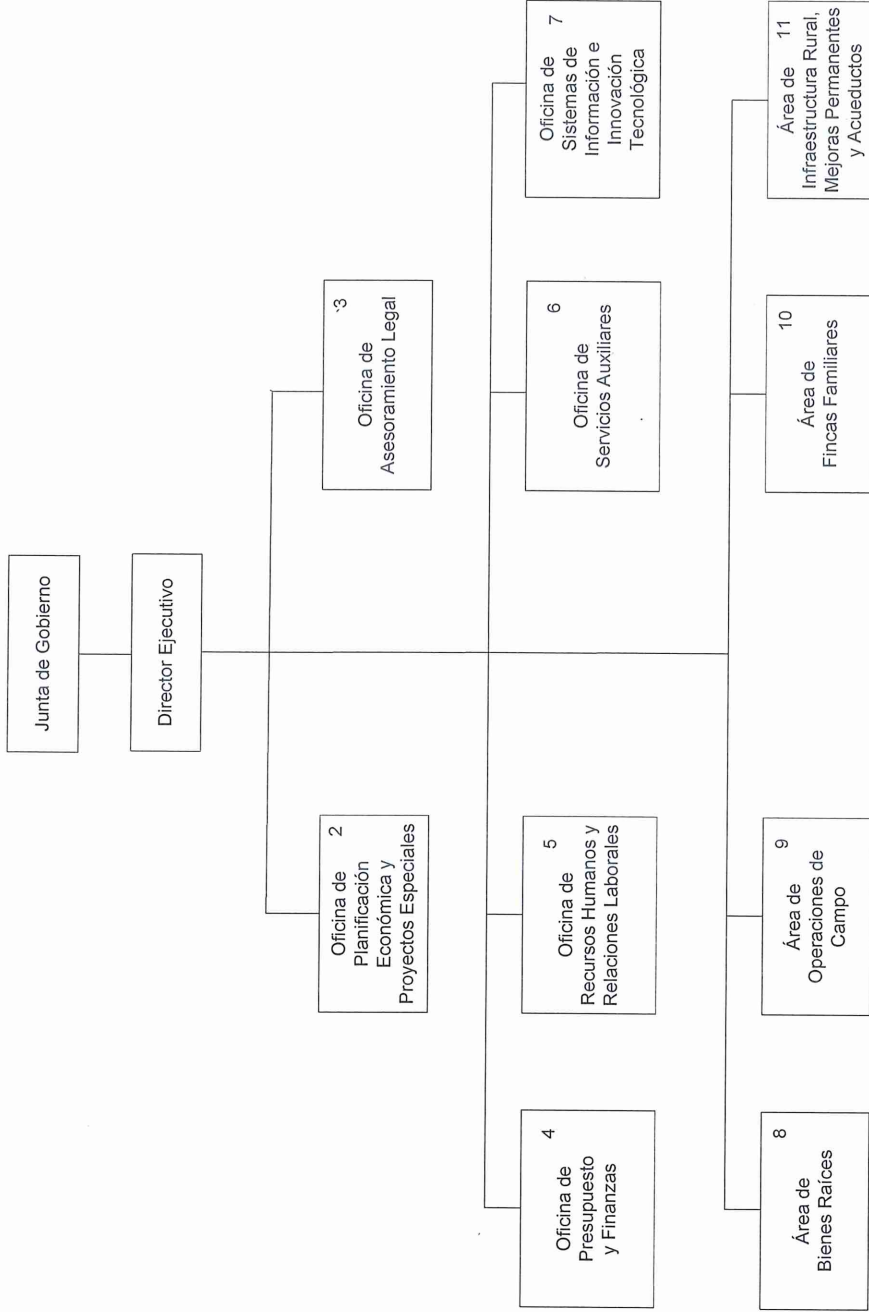 Junta de Gobierno
Director Ejecutivo
2
Oficina de
Planificación
Económica y
Proyectos Especiales
3
Oficina de
Asesoramiento Legal
4
Oficina de
Presupuesto
y Finanzas
5
Oficina de
Recursos Humanos y
Relaciones Laborales
6
Oficina de
Servicios Auxiliares
7
Oficina de
Sistemas de
Información e
Innovación
Tecnológica
8
Área de
Bienes Raíces
9
Área de
Operaciones de
Campo
10
Área de
Fincas Familiares
11
Área de
Infraestructura Rural,
Mejoras Permanentes
y Acueductos